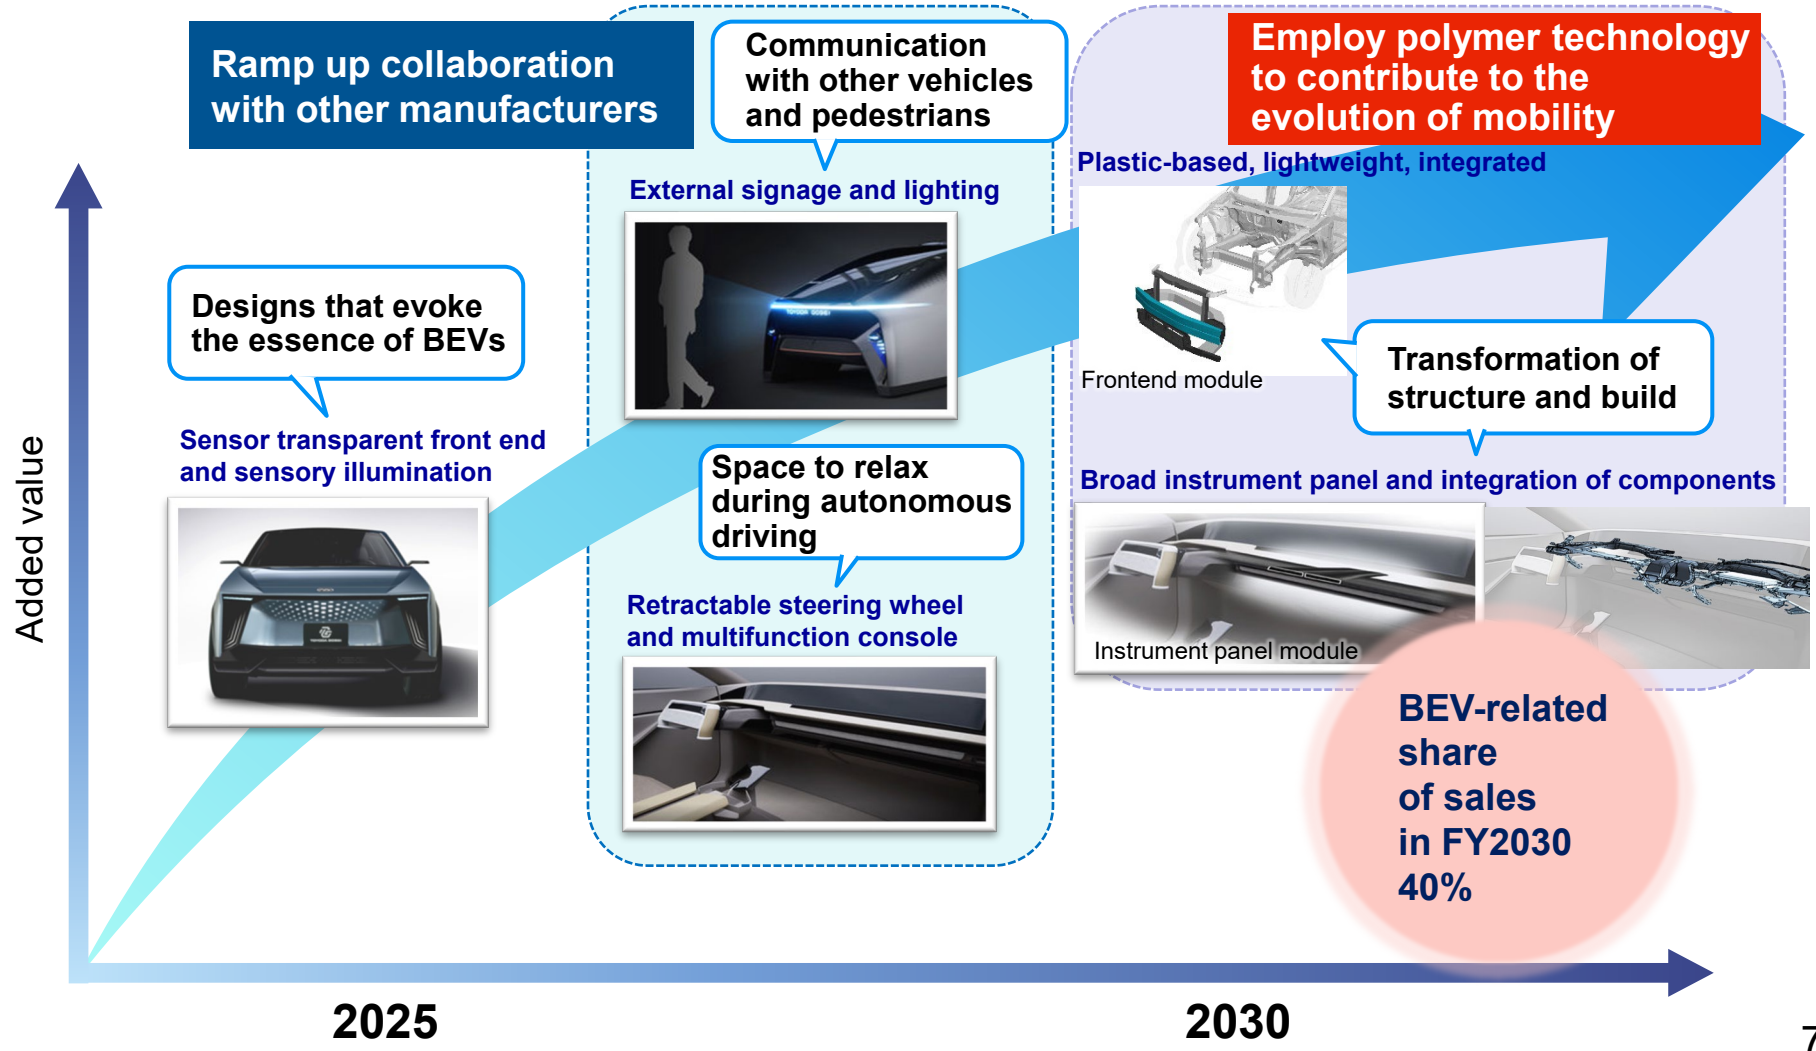 Ramp up collaboration
with other manufacturers
Communication
with other vehicles
and pedestrians
Employ polymer technology
to contribute to the
evolution of mobility
External signage and lighting
Plastic-based, lightweight, integrated
Designs that evoke
the essence of BEVs
Frontend module
Transformation of
structure and build
Sensor transparent front end
and sensory illumination
Space to relax
during autonomous
driving
Broad instrument panel and integration of components
Instrument panel module
Retractable steering wheel
and multifunction console
BEV-related
share
of sales
in FY2030
40%
Added value
2025
2030
7